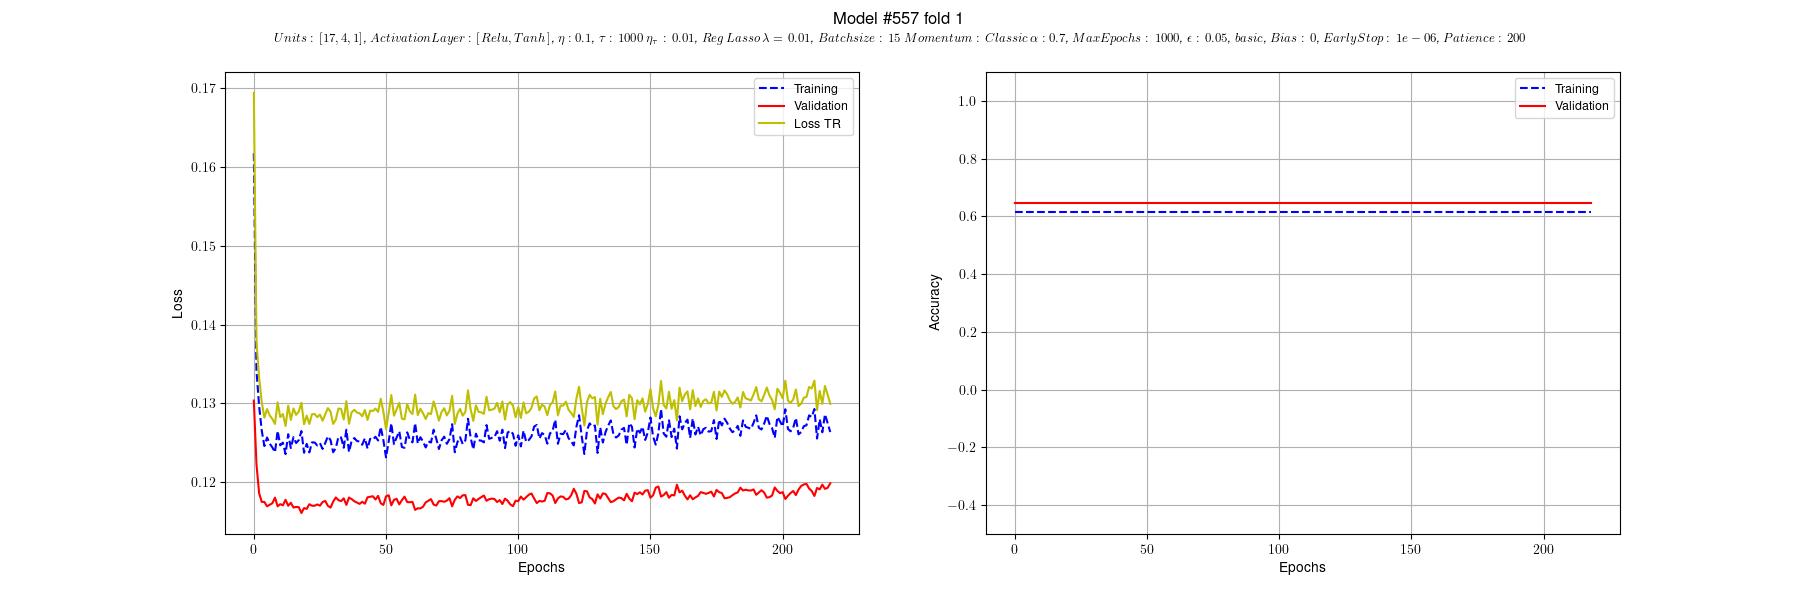 Model #557 fold 1
Units : [17, 4, 1], ActivationLayer : [Relu, Tanh], η : 0.1, τ : 1000 ητ : 0.01, Reg Lasso λ = 0.01, Batchsize : 15 Momentum : Classic α : 0.7, MaxEpochs : 1000, ϵ : 0.05, basic, Bias : 0, EarlyStop : 1e − 06, Patience : 200
Training
Validation
Loss TR
0.17
0.16
0.15
0.14
0.13
0.12
Loss
0
50
100
150
200
Epochs
Training
Validation
1.0
0.8
0.6
0.4
0.2
0.0
−0.2
−0.4
Accuracy
0
50
100
150
200
Epochs